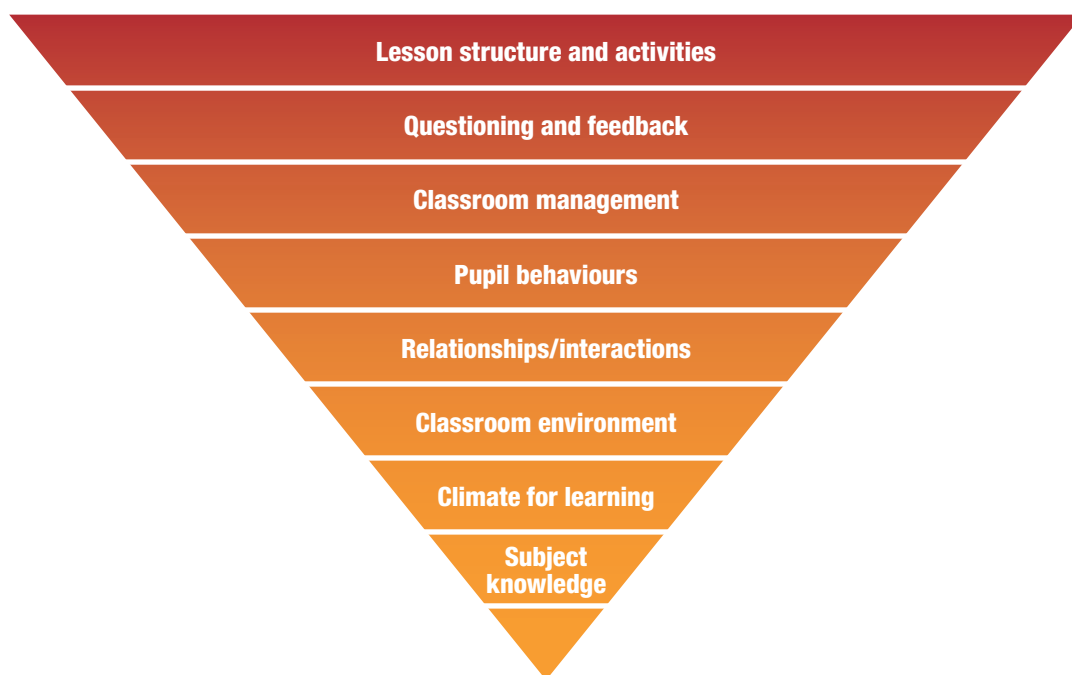 Lesson structure and activities
Questioning and feedback
Classroom management
Pupil behaviours
Relationships/interactions
Classroom environment
Climate for learning
Subject
knowledge